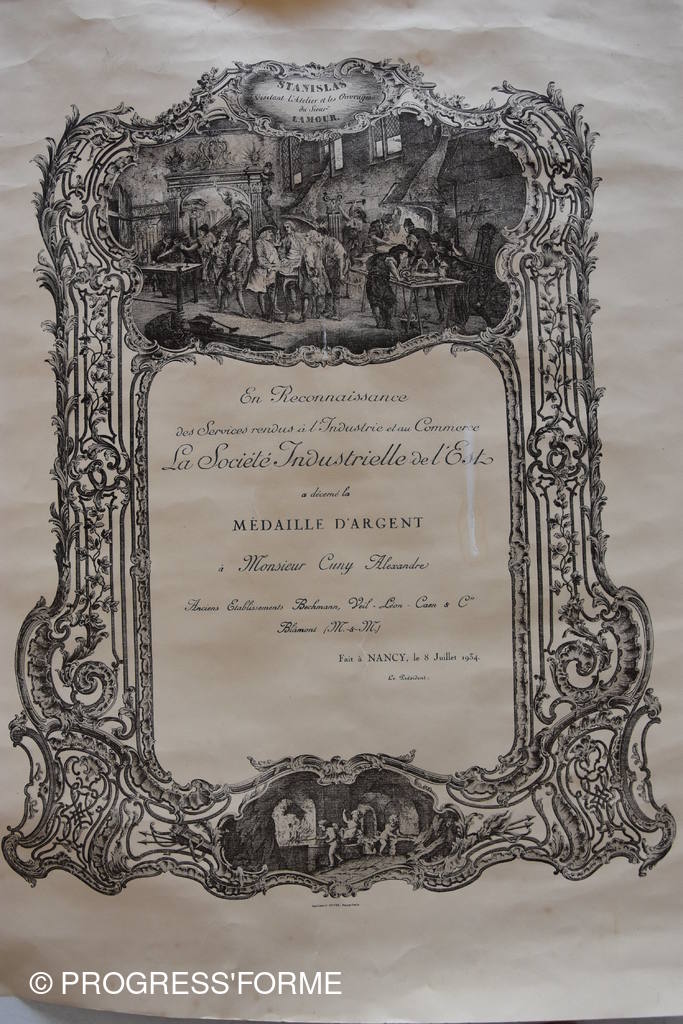 STANISLAS
Visitant l'Atelier et les Ouvrages
du Sieur
LAMOUR.
En Reconnaissance
des Services rendus à l'Industrie et au Commerce
La Société Industrielle de l'Est
a décerné la
MÉDAILLE D'ARGENT
à Monsieur Cuny Alexandre
Anciens Etablissements Bechmann, Veil-Léon-Caen & Cie
Blâmont (M.-&-M.)
Fait à NANCY, le 8 Juillet 1934.
Le Président:
© PROGRESS'FORME